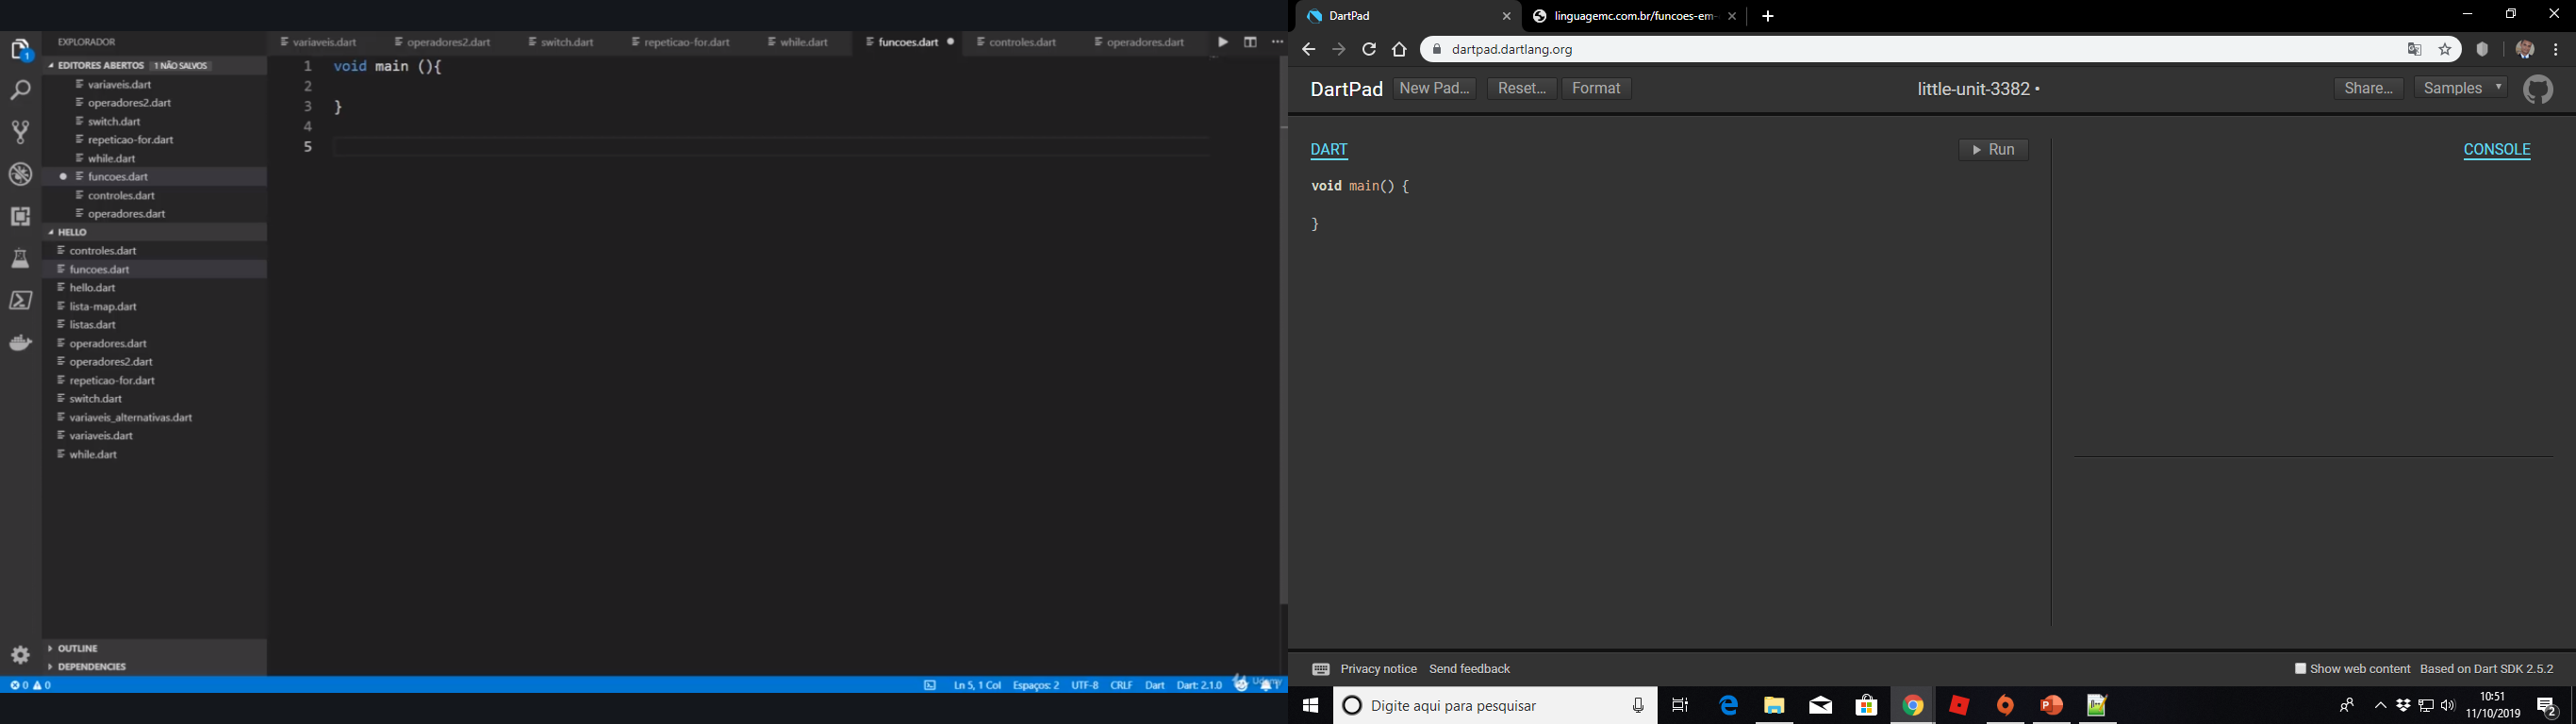 EXPLORADOR
EDITORES ABERTOS 1 NÃO SALVOS
variaveis.dart
operadores2.dart
switch.dart
repeticao-for.dart
while.dart
funcoes.dart
controles.dart
operadores.dart
HELLO
controles.dart
funcoes.dart
hello.dart
lista-map.dart
listas.dart
operadores.dart
operadores2.dart
repeticao-for.dart
switch.dart
variaveis_alternativas.dart
variaveis.dart
while.dart
OUTLINE
DEPENDENCIES
variaveis.dart operadores2.dart switch.dart repeticao-for.dart while.dart funcoes.dart controles.dart operadores.dart
1 void main (){
2
3 }
4
5
0 0 Ln 5, 1 Col Espaços: 2 UTF-8 CRLF Dart Dart: 2.1.0
Udemy
DartPad linguagemc.com.br/funcoes-em-
dartpad.dartlang.org
DartPad New Pad... Reset... Format little-unit-3382 • Share... Samples
DART Run CONSOLE
void main() {
}
Privacy notice Send feedback Show web content Based on Dart SDK 2.5.2
Digite aqui para pesquisar
10:51
11/10/2019
2